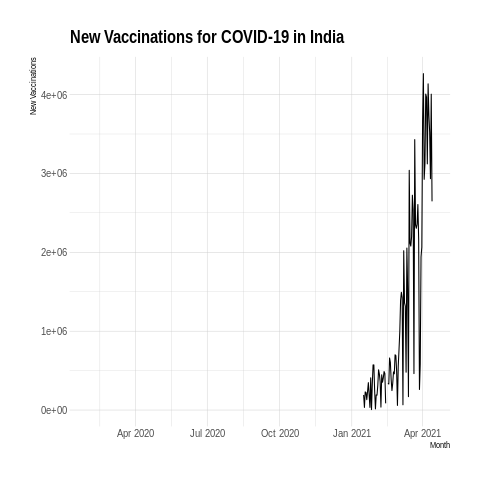 New Vaccinations for COVID-19 in India
New Vaccinations
4e+06
3e+06
2e+06
1e+06
0e+00
Apr 2020 Jul 2020 Oct 2020 Jan 2021 Apr 2021
Month